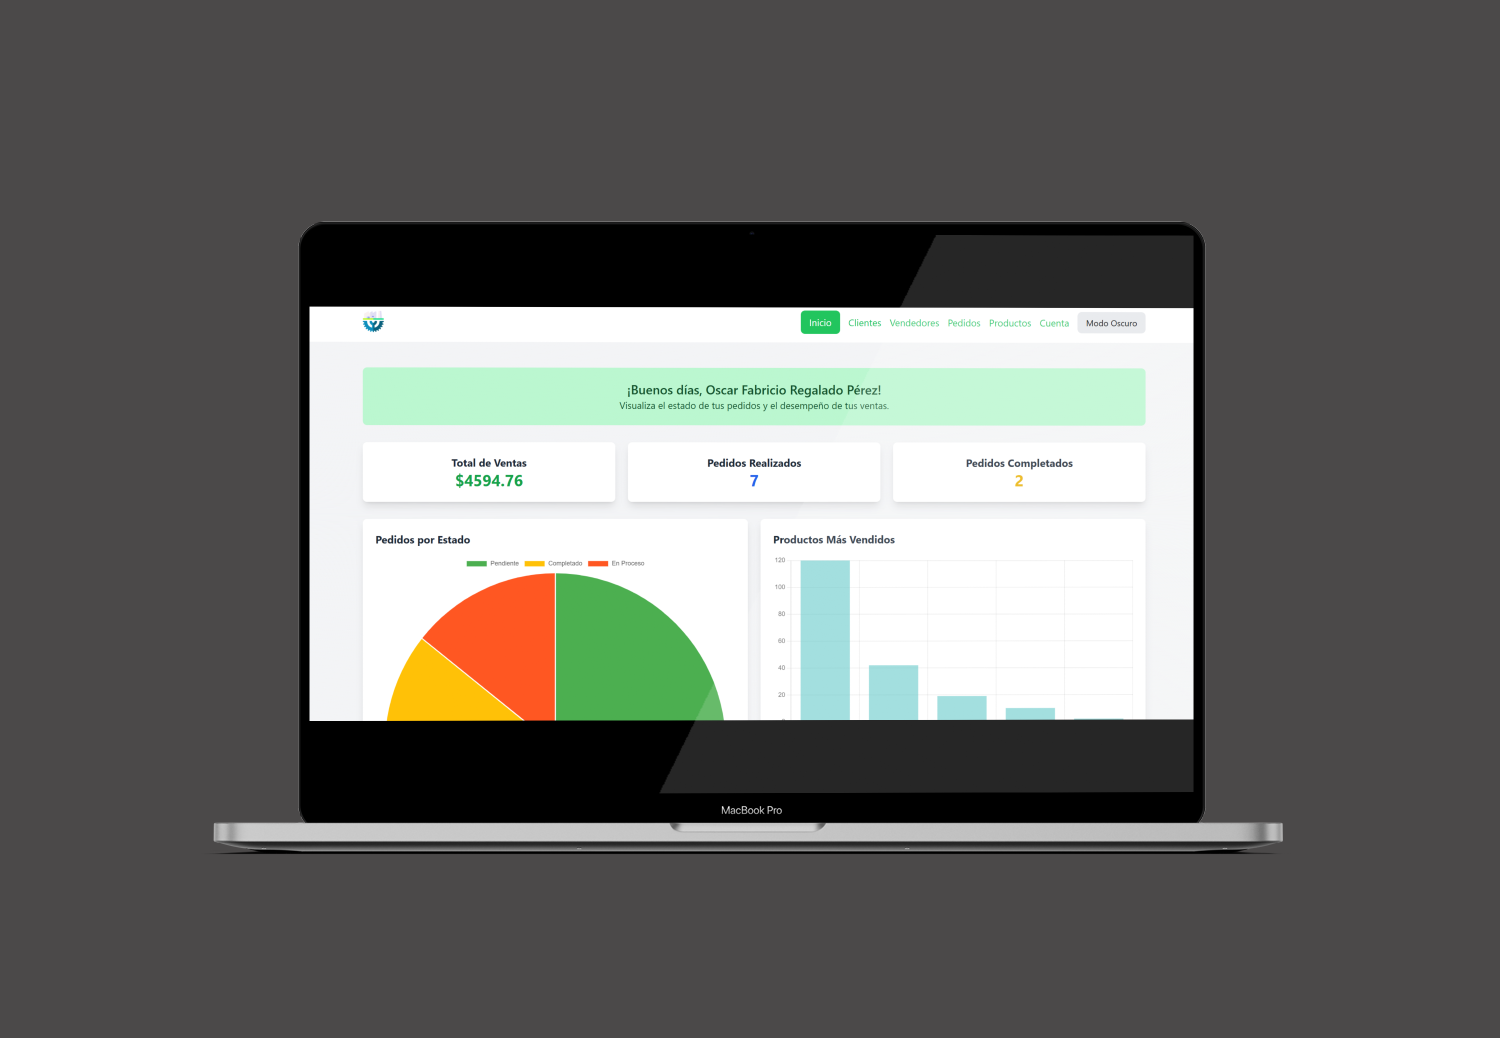 Inicio Clientes Vendedores Pedidos Productos Cuenta Modo Oscuro
¡Buenos días, Oscar Fabricio Regalado Pérez!
Visualiza el estado de tus pedidos y el desempeño de tus ventas.
Total de Ventas
$4594.76
Pedidos Realizados
7
Pedidos Completados
2
Pedidos por Estado
Pendiente Completado En Proceso
Productos Más Vendidos
120
100
80
60
40
20
MacBook Pro